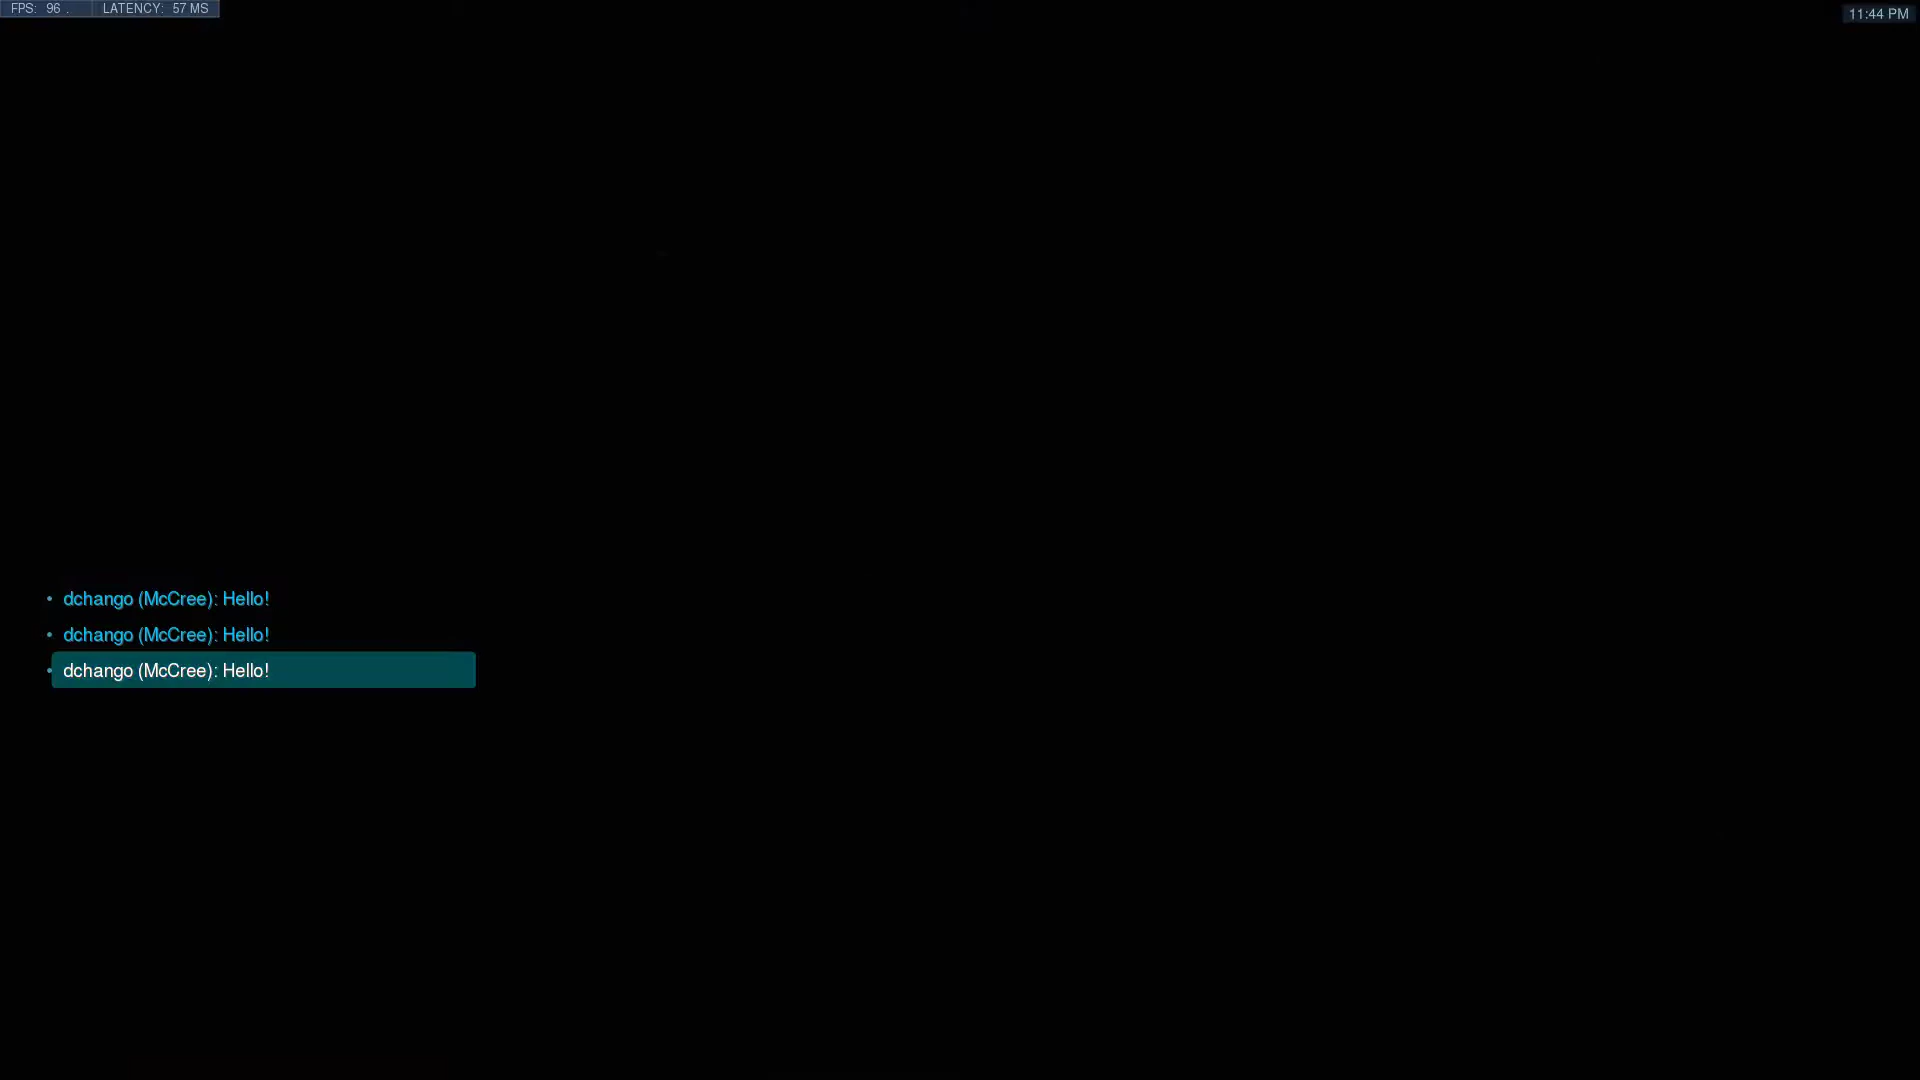 FPS: 96 . LATENCY: 57 MS
11:44 PM
• dchango (McCree): Hello!
• dchango (McCree): Hello!
• dchango (McCree): Hello!